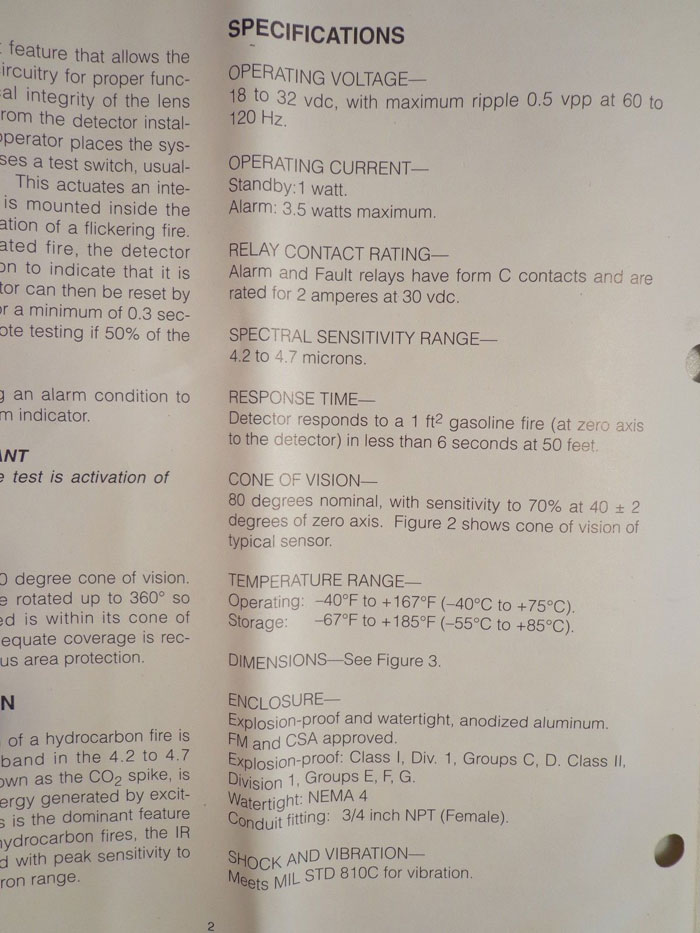 feature that allows the
ircuitry for proper func-
al integrity of the lens
rom the detector instal-
operator places the sys-
ses a test switch, usual-
This actuates an inte-
is mounted inside the
ation of a flickering fire.
ated fire, the detector
on to indicate that it is
tor can then be reset by
or a minimum of 0.3 sec-
ote testing if 50% of the
g an alarm condition to
m indicator.
ANT
e test is activation of
0 degree cone of vision.
e rotated up to 360° so
ed is within its cone of
equate coverage is rec-
us area protection.
N
of a hydrocarbon fire is
band in the 4.2 to 4.7
own as the CO2 spike, is
ergy generated by excit-
s is the dominant feature
hydrocarbon fires, the IR
d with peak sensitivity to
ron range.
SPECIFICATIONS
OPERATING VOLTAGE—
18 to 32 vdc, with maximum ripple 0.5 vpp at 60 to
120 Hz.
OPERATING CURRENT—
Standby:1 watt.
Alarm: 3.5 watts maximum.
RELAY CONTACT RATING—
Alarm and Fault relays have form C contacts and are
rated for 2 amperes at 30 vdc.
SPECTRAL SENSITIVITY RANGE—
4.2 to 4.7 microns.
RESPONSE TIME—
Detector responds to a 1 ft2 gasoline fire (at zero axis
to the detector) in less than 6 seconds at 50 feet.
CONE OF VISION—
80 degrees nominal, with sensitivity to 70% at 40 ± 2
degrees of zero axis. Figure 2 shows cone of vision of
typical sensor.
TEMPERATURE RANGE—
Operating: –40°F to +167°F (–40°C to +75°C).
Storage: –67°F to +185°F (–55°C to +85°C).
DIMENSIONS—See Figure 3.
ENCLOSURE—
Explosion-proof and watertight, anodized aluminum.
FM and CSA approved.
Explosion-proof: Class I, Div. 1, Groups C, D. Class II,
Division 1, Groups E, F, G.
Watertight: NEMA 4
Conduit fitting: 3/4 inch NPT (Female).
SHOCK AND VIBRATION—
Meets MIL STD 810C for vibration.
2